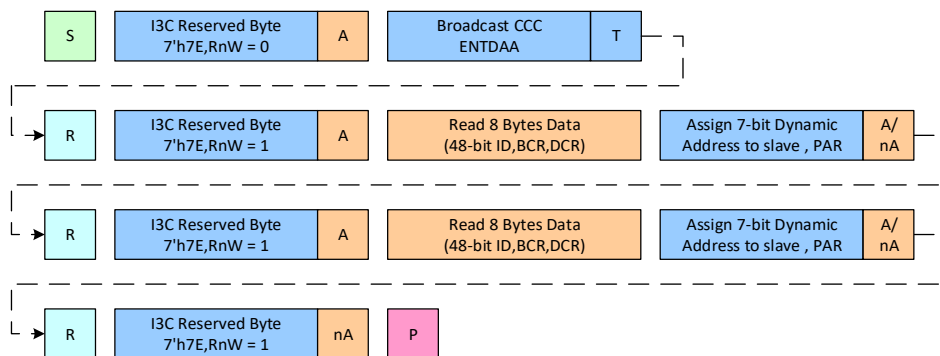 S
I3C Reserved Byte
7'h7E,RnW = 0
A
Broadcast CCC
ENTDAA
T
R
I3C Reserved Byte
7'h7E,RnW = 1
A
Read 8 Bytes Data
(48-bit ID,BCR,DCR)
Assign 7-bit Dynamic
Address to slave , PAR
A/
nA
R
I3C Reserved Byte
7'h7E,RnW = 1
A
Read 8 Bytes Data
(48-bit ID,BCR,DCR)
Assign 7-bit Dynamic
Address to slave , PAR
A/
nA
R
I3C Reserved Byte
7'h7E,RnW = 1
nA
P